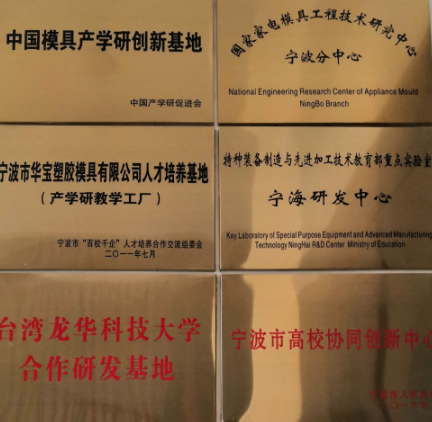 中国模具产学研创新基地
中国产学研促进会
国家家电模具工程技术研究中心
宁波分中心
National Engineering Research Center of Appliance Mould
NingBo Branch
宁波市华宝塑胶模具有限公司人才培养基地
（产学研教学工厂）
宁波市“百校千企”人才培养合作交流组委会
二〇一一年七月
特种装备制造与先进加工技术教育部重点实验室
宁海研发中心
Key Laboratory of Special Purpose Equipment and Advanced Manufacturing
Technology NingHai R&D Center Ministry of Education
台湾龙华科技大学
合作研发基地
宁波市高校协同创新中心